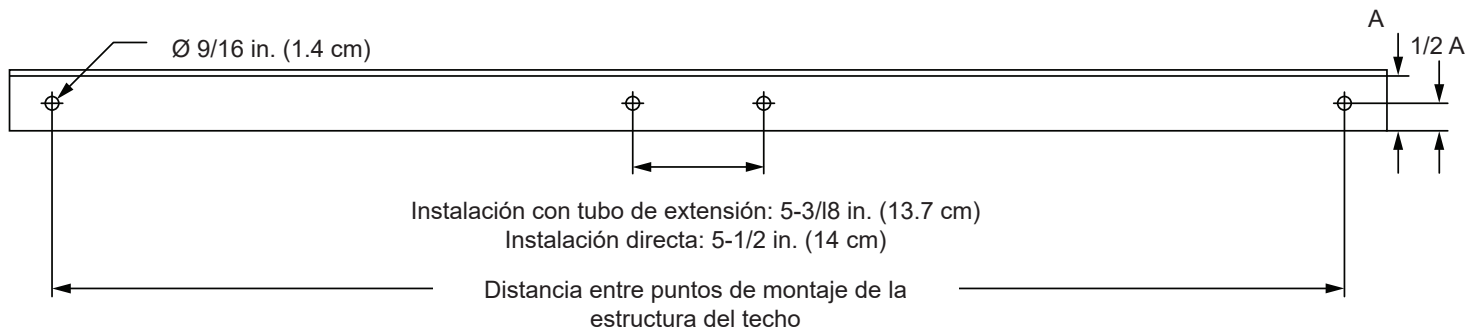 A
Ø 9/16 in. (1.4 cm)
1/2 A
Instalación con tubo de extensión: 5-3/l8 in. (13.7 cm)
Instalación directa: 5-1/2 in. (14 cm)
Distancia entre puntos de montaje de la
estructura del techo